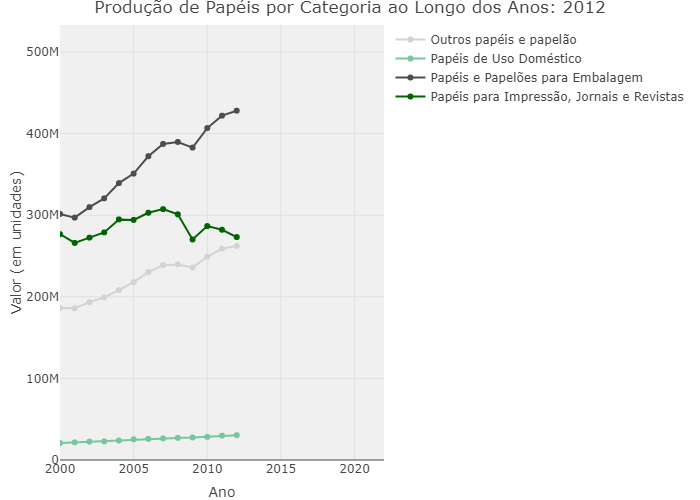 Produção de Papéis por Categoria ao Longo dos Anos: 2012
Outros papéis e papelão
Papéis de Uso Doméstico
Papéis e Papelões para Embalagem
Papéis para Impressão, Jornais e Revistas
500M
400M
300M
200M
100M
0
Valor (em unidades)
2000 2005 2010 2015 2020
Ano